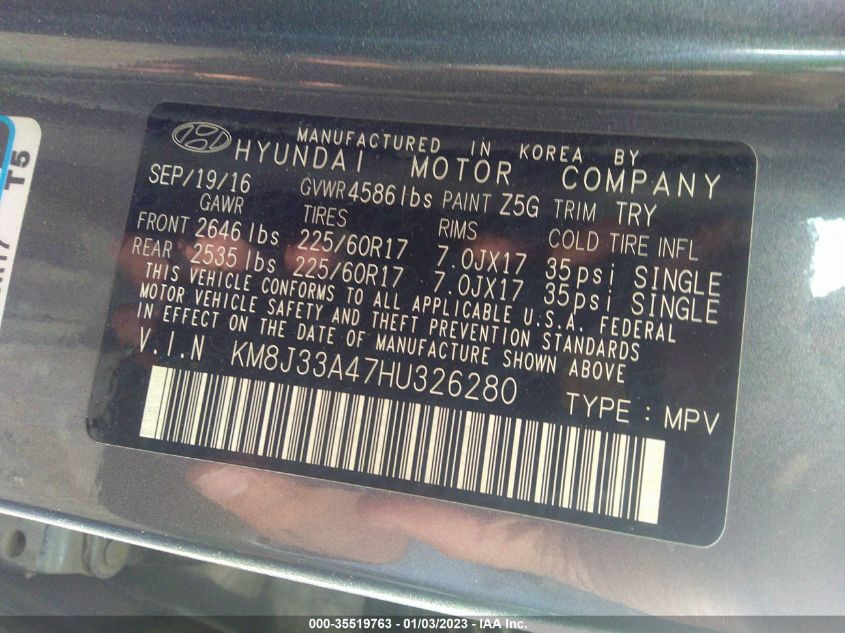 MANUFACTURED IN KOREA BY
HYUNDAI MOTOR COMPANY
SEP/19/16 GVWR 4586lbs PAINT Z5G TRIM TRY
GAWR TIRES RIMS COLD TIRE INFL
FRONT 2646 lbs 225/60R17 7.0JX17 35psi SINGLE
REAR 2535 lbs 225/60R17 7.0JX17 35psi SINGLE
THIS VEHICLE CONFORMS TO ALL APPLICABLE U.S.A. FEDERAL
MOTOR VEHICLE SAFETY AND THEFT PREVENTION STANDARDS
IN EFFECT ON THE DATE OF MANUFACTURE SHOWN ABOVE
V.I.N KM8J33A47HU326280
TYPE : MPV
T5
000-35519763 - 01/03/2023 - IAA Inc.